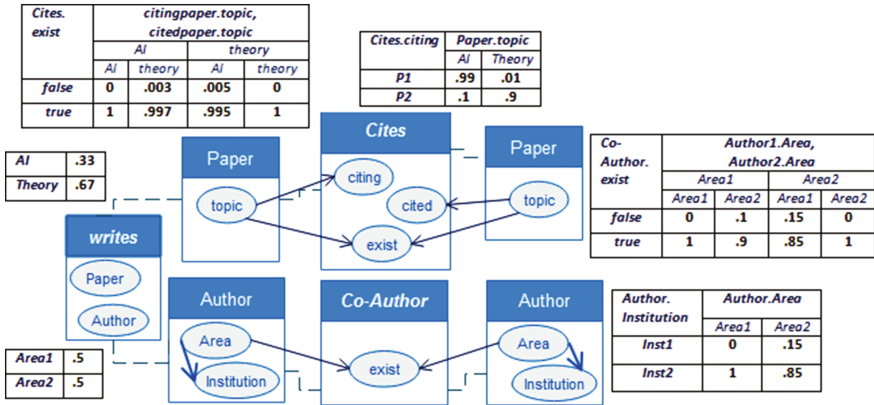 Cites. exist
citingpaper.topic, citedpaper.topic
AI theory
AI theory AI theory
false 0 .003 .005 0
true 1 .997 .995 1
Cites.citing Paper.topic
AI Theory
P1 .99 .01
P2 .1 .9
AI .33
Theory .67
Paper
topic
Cites
citing
cited
exist
Paper
topic
Co-Author. exist
Author1.Area, Author2.Area
Area1 Area2
Area1 Area2 Area1 Area2
false 0 .1 .15 0
true 1 .9 .85 1
writes
Paper
Author
Author
Area
Institution
Co-Author
exist
Author
Area
Institution
Author. Institution
Author.Area
Area1 Area2
Inst1 0 .15
Inst2 1 .85
Area1 .5
Area2 .5